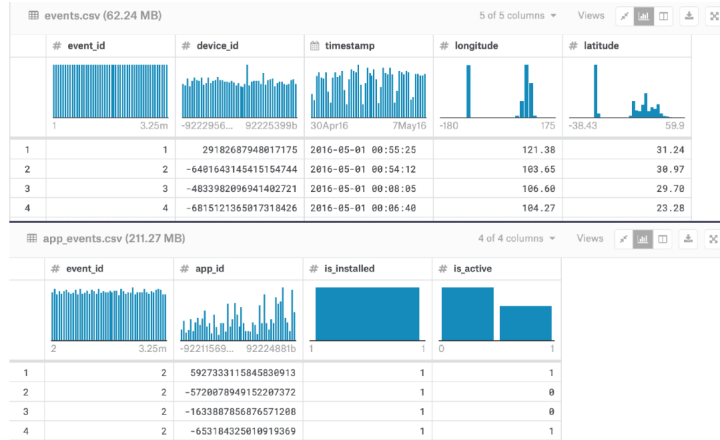 events.csv (62.24 MB) 5 of 5 columns Views
# event_id # device_id timestamp # longitude # latitude
1 3.25m -9222956... 92225399b 30Apr16 7May16 -180 175 -38.43 59.9
1 1 29182687948017175 2016-05-01 00:55:25 121.38 31.24
2 2 -6401643145415154744 2016-05-01 00:54:12 103.65 30.97
3 3 -4833982096941402721 2016-05-01 00:08:05 106.60 29.70
4 4 -6815121365017318426 2016-05-01 00:06:40 104.27 23.28
app_events.csv (211.27 MB) 4 of 4 columns Views
# event_id # app_id # is_installed # is_active
2 3.25m -92211569... 92224881b 1 1 0 1
1 2 5927333115845830913 1 1
2 2 -5720078949152207372 1 0
3 2 -1633887856876571208 1 0
4 2 -653184325010919369 1 1